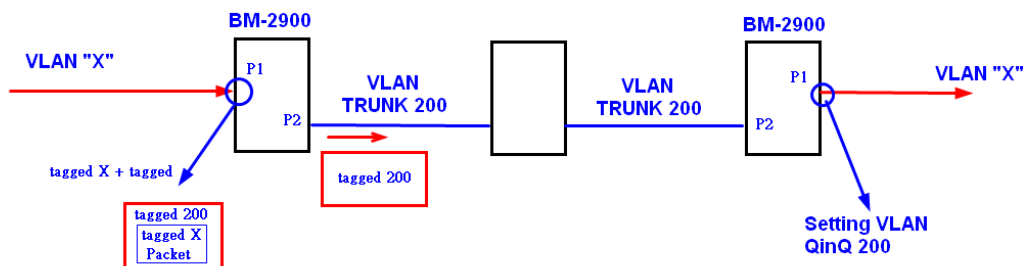 BM-2900
BM-2900
VLAN "X"
P1
VLAN
TRUNK 200
VLAN
TRUNK 200
P1
VLAN "X"
P2
P2
tagged X + tagged
tagged 200
tagged 200
tagged X
Packet
Setting VLAN
QinQ 200